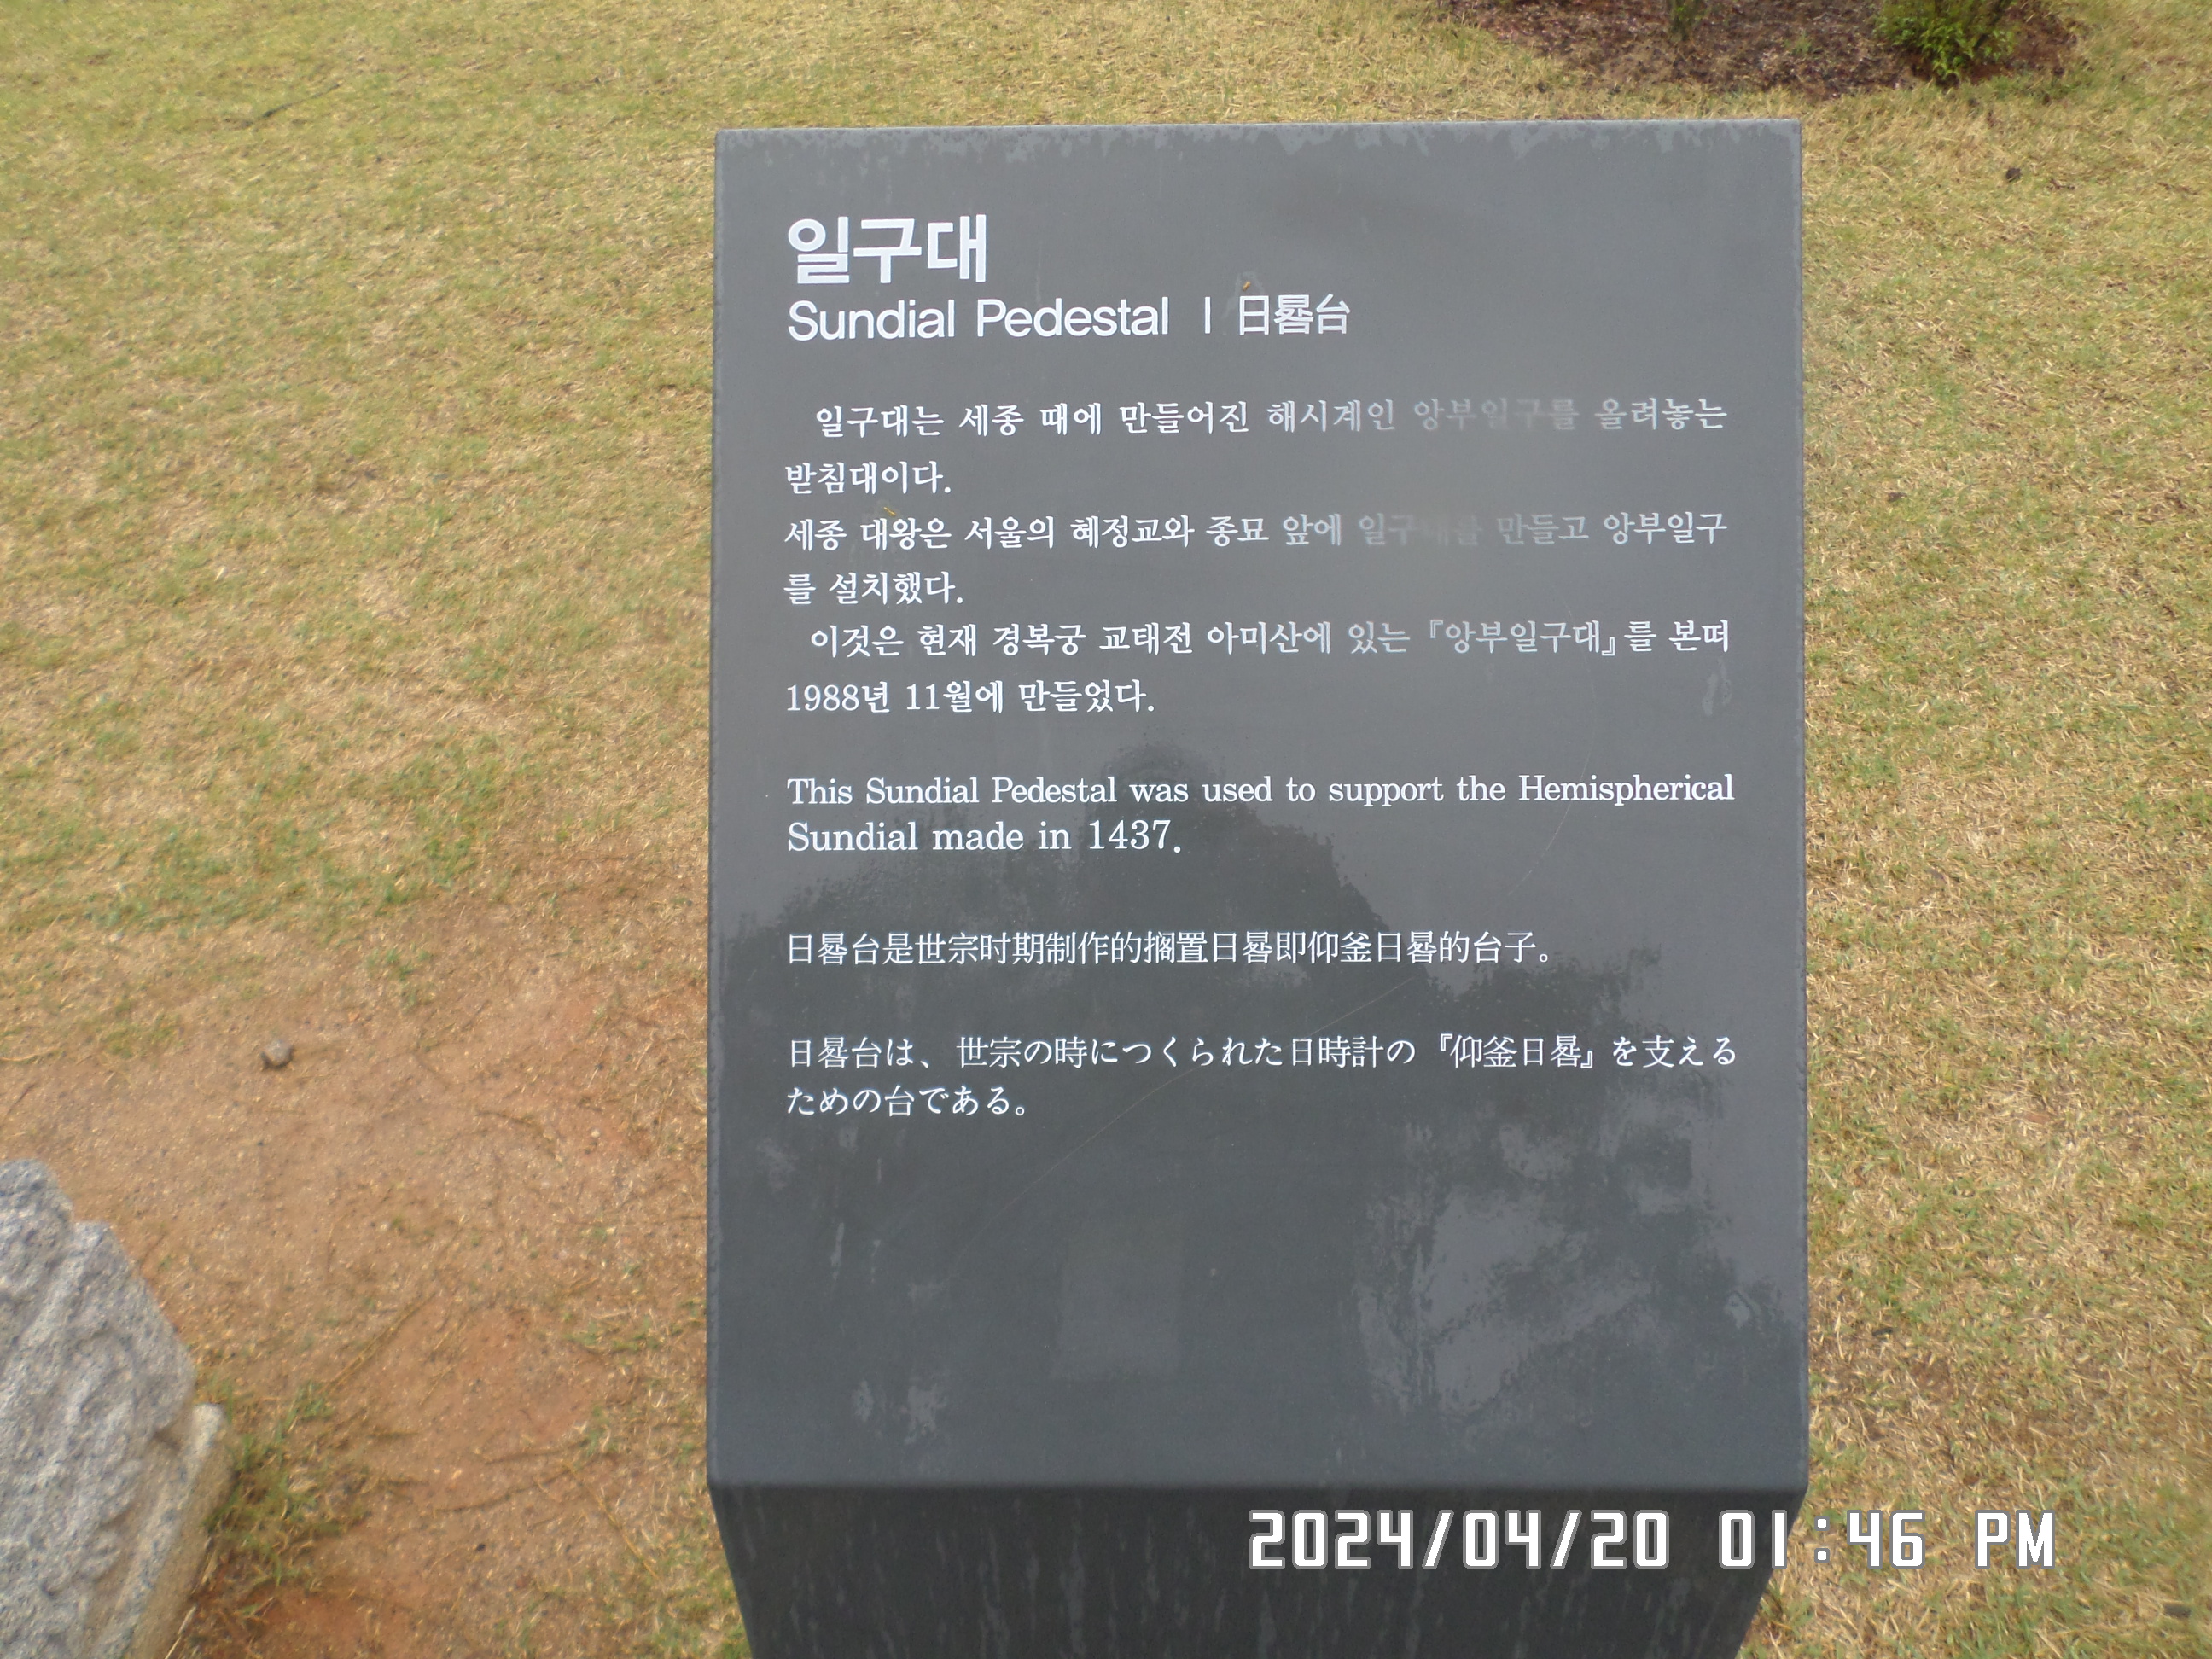 일구대
Sundial Pedestal | 日晷台
일구대는 세종 때에 만들어진 해시계인 앙부일구를 올려놓는
받침대이다.
세종 대왕은 서울의 혜정교와 종묘 앞에 일구대를 만들고 앙부일구
를 설치했다.
이것은 현재 경복궁 교태전 아미산에 있는 『앙부일구대』를 본떠
1988년 11월에 만들었다.
This Sundial Pedestal was used to support the Hemispherical
Sundial made in 1437.
日晷台是世宗时期制作的搁置日晷即仰釜日晷的台子。
日晷台は、世宗の時につくられた日時計の『仰釜日晷』を支える
ための台である。
2024/04/20 01:46 PM